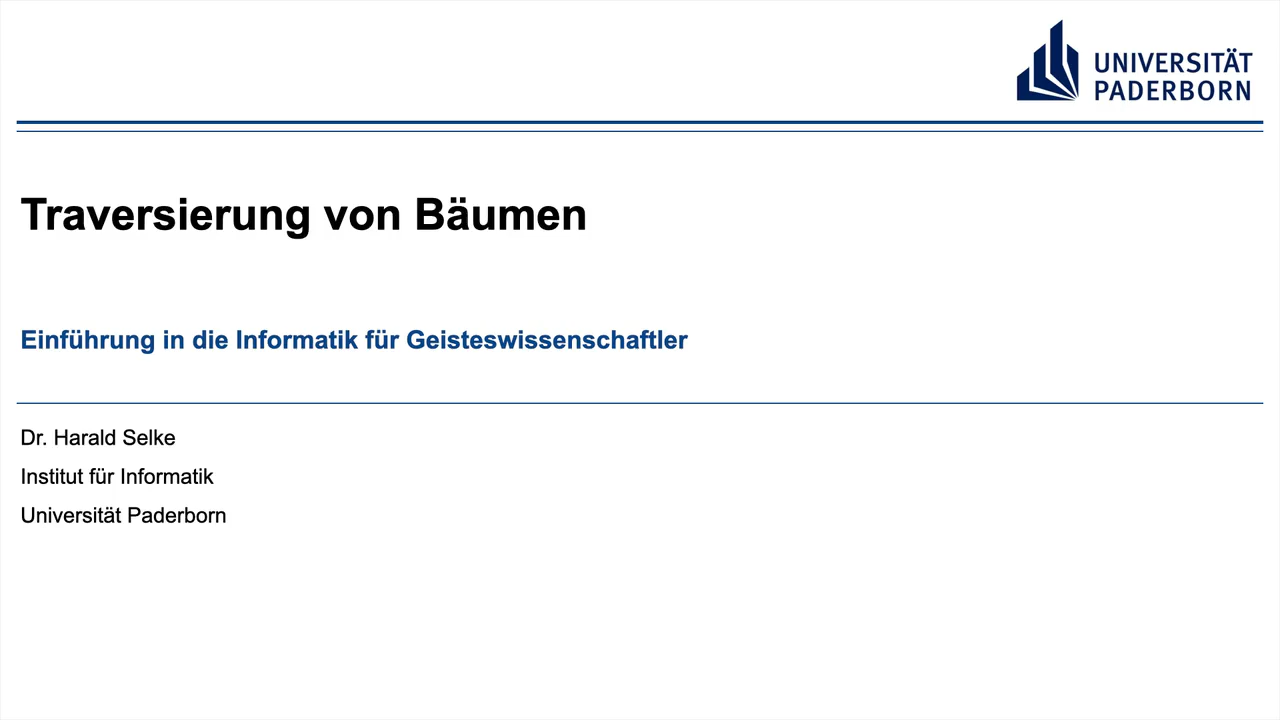 UNIVERSITÄT
PADERBORN
Traversierung von Bäumen
Einführung in die Informatik für Geisteswissenschaftler
Dr. Harald Selke
Institut für Informatik
Universität Paderborn